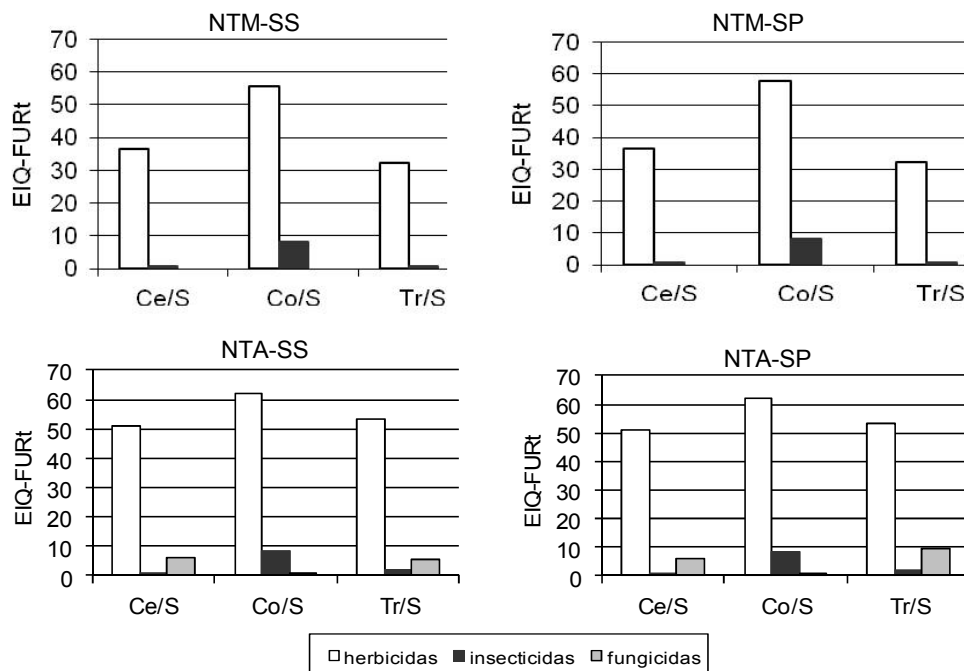 NTM-SS
EIQ-FURt
70
60
50
40
30
20
10
0
Ce/S Co/S Tr/S
NTM-SP
EIQ-FURt
70
60
50
40
30
20
10
0
Ce/S Co/S Tr/S
NTA-SS
EIQ-FURt
70
60
50
40
30
20
10
0
Ce/S Co/S Tr/S
NTA-SP
EIQ-FURt
70
60
50
40
30
20
10
0
Ce/S Co/S Tr/S
herbicidas insecticidas fungicidas